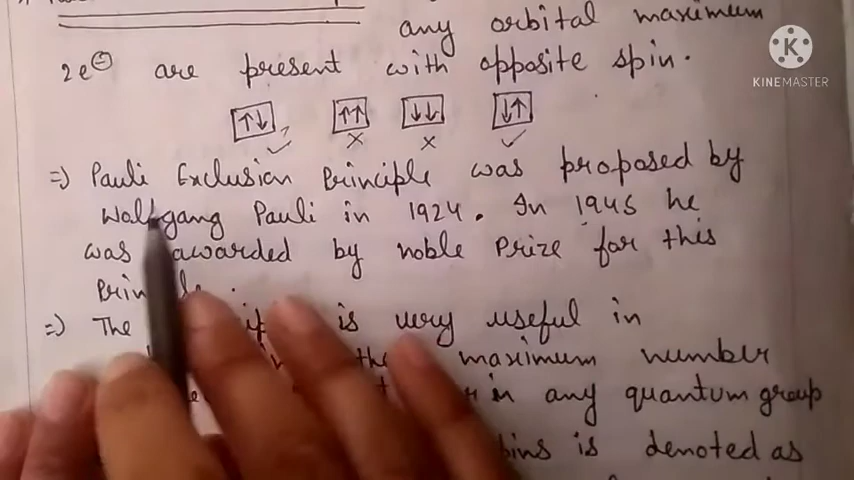 any orbital maximum
2e⊖ are present with opposite spin.
↑↓ ↑↑ ↓↓ ↓↑
✓ × × ✓
⇒ Pauli Exclusion Principle was proposed by
Wolfgang Pauli in 1924. In 1945 he
was awarded by noble Prize for this
⇒ The is very useful in
the maximum number
in any quantum group
is denoted as
K
KINEMASTER